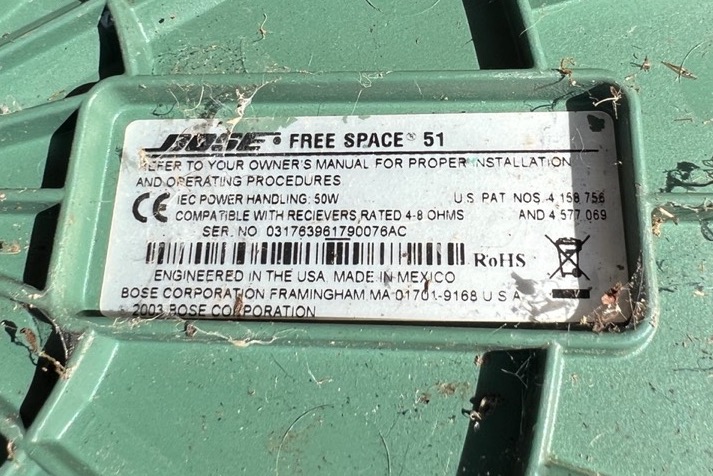 BOSE® FREE SPACE® 51
REFER TO YOUR OWNER'S MANUAL FOR PROPER INSTALLATION
AND OPERATING PROCEDURES
CE IEC POWER HANDLING: 50W U.S. PAT NOS. 4,158,756
COMPATIBLE WITH RECIEVERS RATED 4-8 OHMS AND 4,577,069
SER. NO 031763961790076AC
RoHS
ENGINEERED IN THE USA. MADE IN MEXICO
BOSE CORPORATION FRAMINGHAM MA 01701-9168 U S A
2003 BOSE CORPORATION